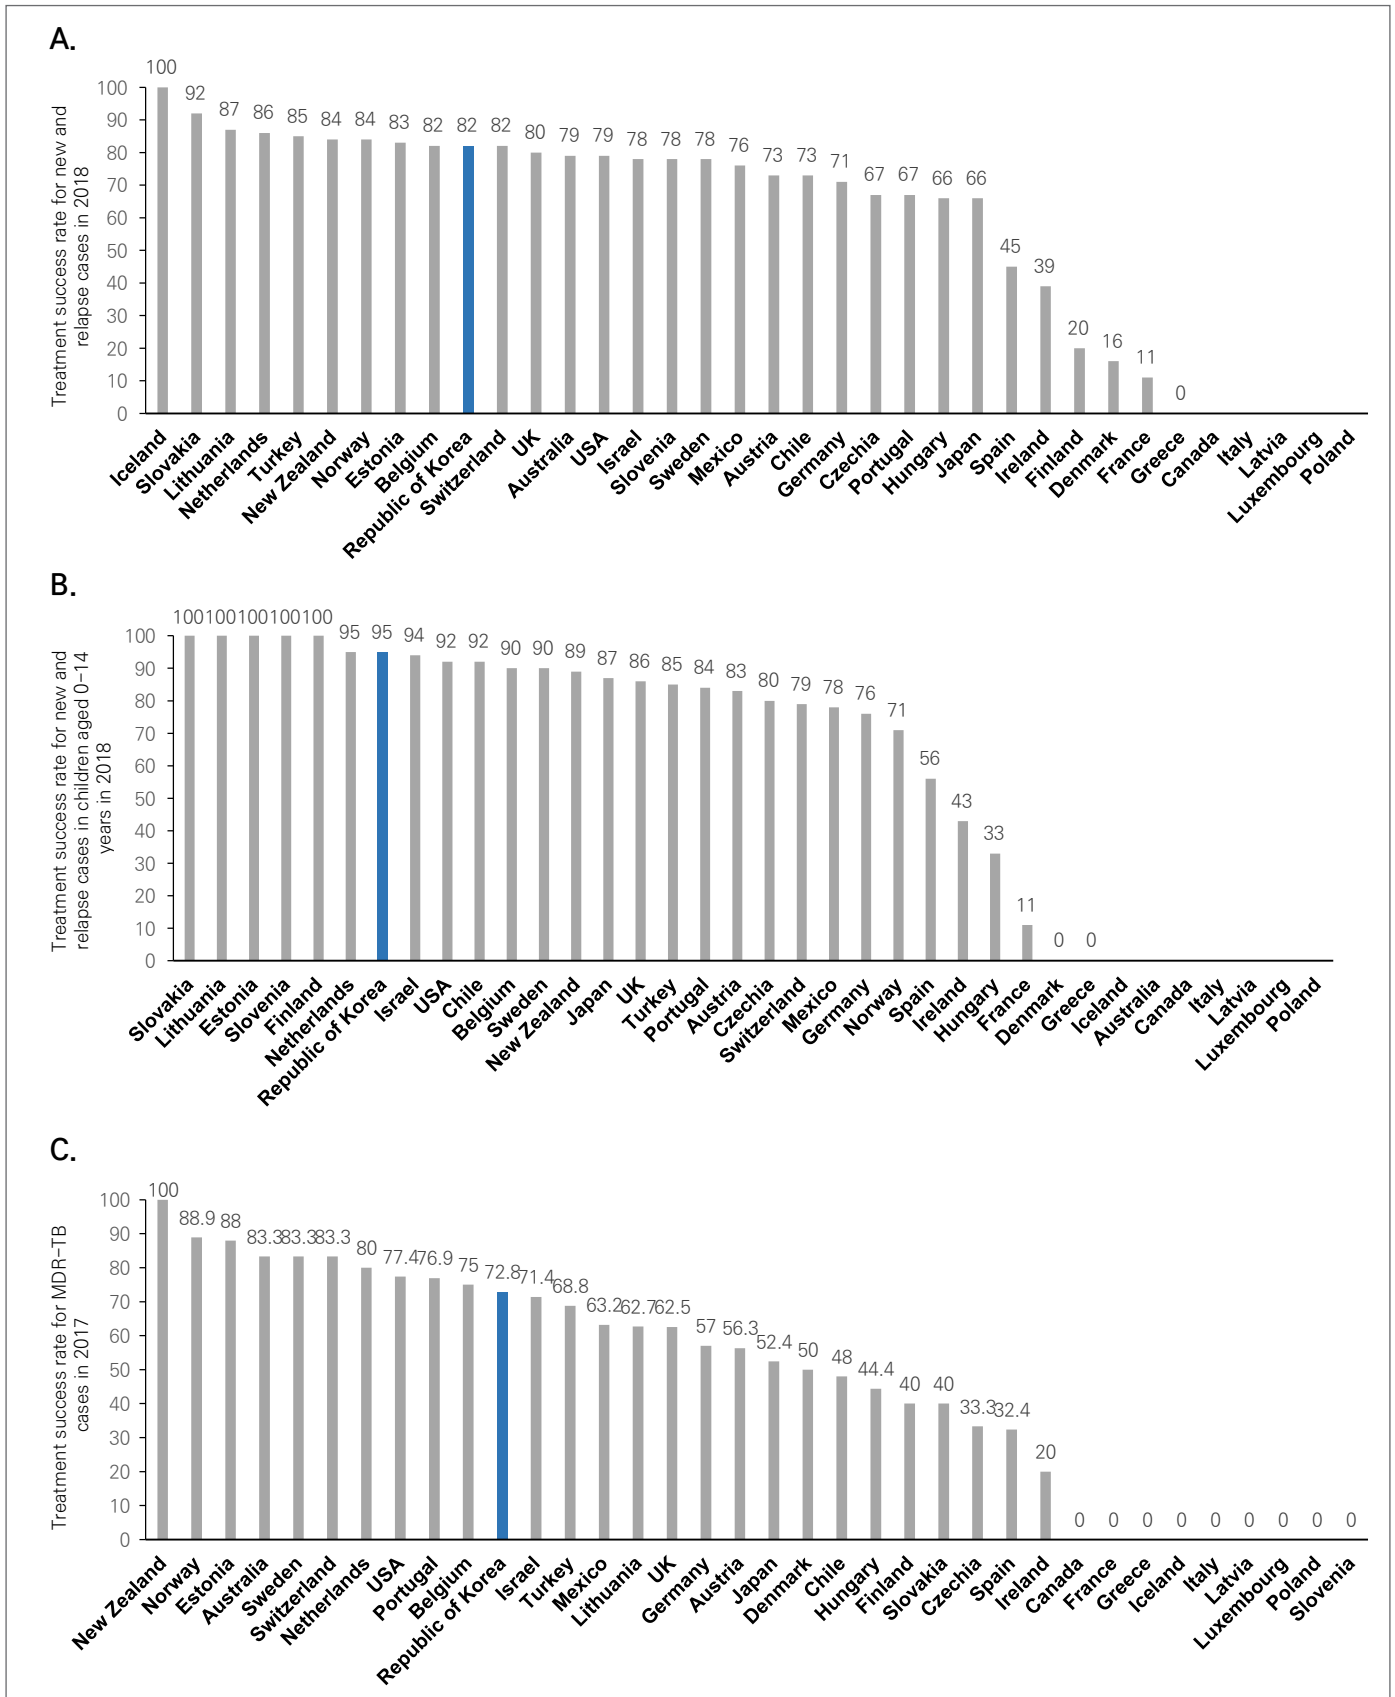 A.
Treatment success rate for new and
relapse cases in 2018
100
90
80
70
60
50
40
30
20
10
0
100 92 87 86 85 84 84 83 82 82 82 80 79 79 78 78 78 76 73 73 71 67 67 66 66 45 39 20 16 11 0
Iceland Slovakia Lithuania Netherlands Turkey New Zealand Norway Estonia Belgium Republic of Korea Switzerland UK Australia USA Israel Slovenia Sweden Mexico Austria Chile Germany Czechia Portugal Hungary Japan Spain Ireland Finland Denmark France Greece Canada Italy Latvia Luxembourg Poland
B.
Treatment success rate for new and
relapse cases in children aged 0–14
years in 2018
100
90
80
70
60
50
40
30
20
10
0
100 100 100 100 100 95 95 94 92 92 90 90 89 87 86 85 84 83 80 79 78 76 71 56 43 33 11 0 0
Slovakia Lithuania Estonia Slovenia Finland Netherlands Republic of Korea Israel USA Chile Belgium Sweden New Zealand Japan UK Turkey Portugal Austria Czechia Switzerland Mexico Germany Norway Spain Ireland Hungary France Denmark Greece Iceland Australia Canada Italy Latvia Luxembourg Poland
C.
Treatment success rate for MDR–TB
cases in 2017
100
90
80
70
60
50
40
30
20
10
0
100 88.9 88 83.3 83.3 83.3 80 77.4 76.9 75 72.8 71.4 68.8 63.2 62.7 62.5 57 56.3 52.4 50 48 44.4 40 40 33.3 32.4 20 0 0 0 0 0 0 0 0 0
New Zealand Norway Estonia Australia Sweden Switzerland Netherlands USA Portugal Belgium Republic of Korea Israel Turkey Mexico Lithuania UK Germany Austria Japan Denmark Chile Hungary Finland Slovakia Czechia Spain Ireland Canada France Greece Iceland Italy Latvia Luxembourg Poland Slovenia